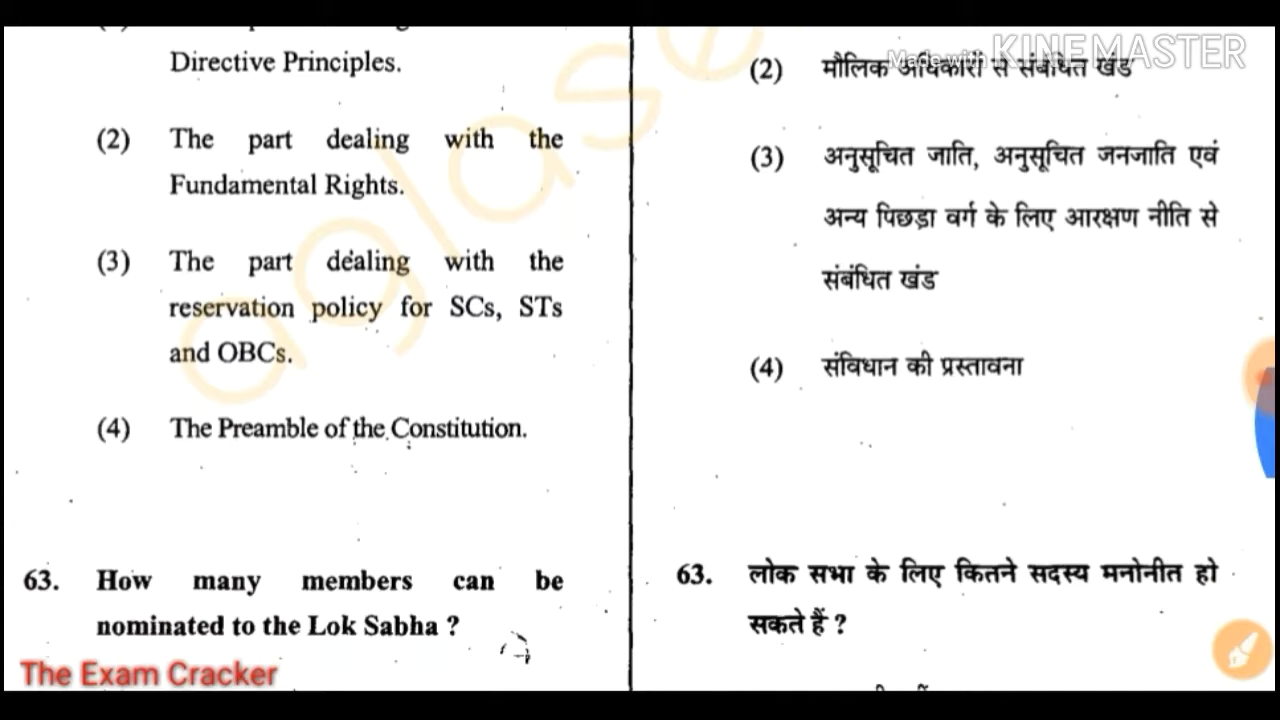 Directive Principles.
(2) The part dealing with the
Fundamental Rights.
(3) The part dealing with the
reservation policy for SCs, STs
and OBCs.
(4) The Preamble of the Constitution.
63. How many members can be
nominated to the Lok Sabha ?
The Exam Cracker
Made with KINEMASTER
(2) मौलिक अधिकारों से संबंधित खंड
(3) अनुसूचित जाति, अनुसूचित जनजाति एवं
अन्य पिछड़ा वर्ग के लिए आरक्षण नीति से
संबंधित खंड
(4) संविधान की प्रस्तावना
63. लोक सभा के लिए कितने सदस्य मनोनीत हो
सकते हैं ?